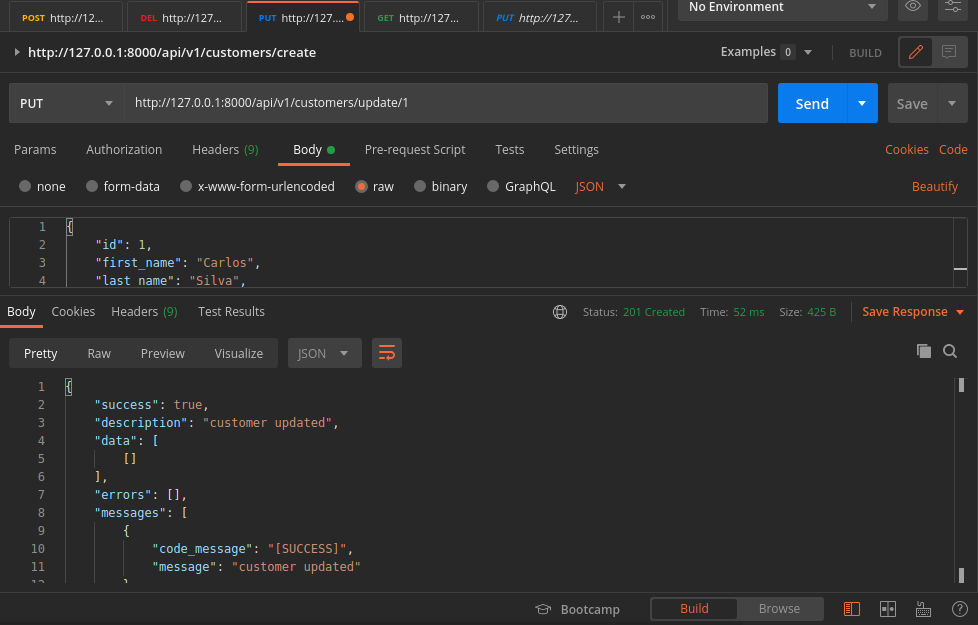 POST http://12... DEL http://127... PUT http://127.... GET http://127... PUT http://127... No Environment
http://127.0.0.1:8000/api/v1/customers/create Examples 0 BUILD
PUT http://127.0.0.1:8000/api/v1/customers/update/1 Send Save
Params Authorization Headers (9) Body Pre-request Script Tests Settings Cookies Code
none form-data x-www-form-urlencoded raw binary GraphQL JSON Beautify
1 {
2 "id": 1,
3 "first_name": "Carlos",
4 "last_name": "Silva",
Body Cookies Headers (9) Test Results Status: 201 Created Time: 52 ms Size: 425 B Save Response
Pretty Raw Preview Visualize JSON
1 {
2 "success": true,
3 "description": "customer updated",
4 "data": [
5 []
6 ],
7 "errors": [],
8 "messages": [
9 {
10 "code_message": "[SUCCESS]",
11 "message": "customer updated"
12 }
Bootcamp Build Browse